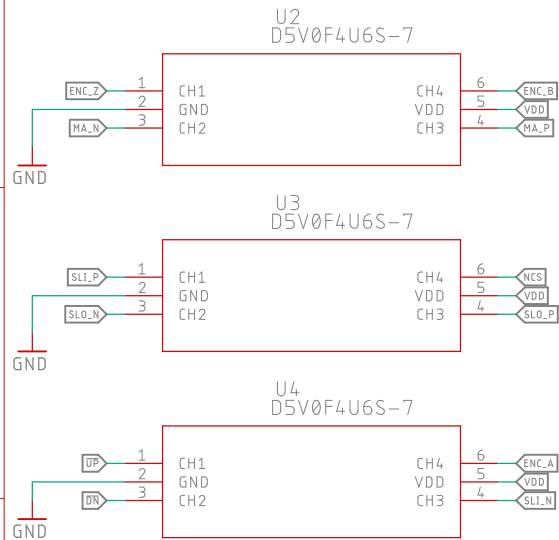 U2
D5V0F4U6S-7
ENC_Z 1 CH1 CH4 6 ENC_B
2 GND VDD 5 VDD
MA_N 3 CH2 CH3 4 MA_P
GND
U3
D5V0F4U6S-7
SLI_P 1 CH1 CH4 6 NCS
2 GND VDD 5 VDD
SLO_N 3 CH2 CH3 4 SLO_P
GND
U4
D5V0F4U6S-7
UP 1 CH1 CH4 6 ENC_A
2 GND VDD 5 VDD
DN 3 CH2 CH3 4 SLI_N
GND